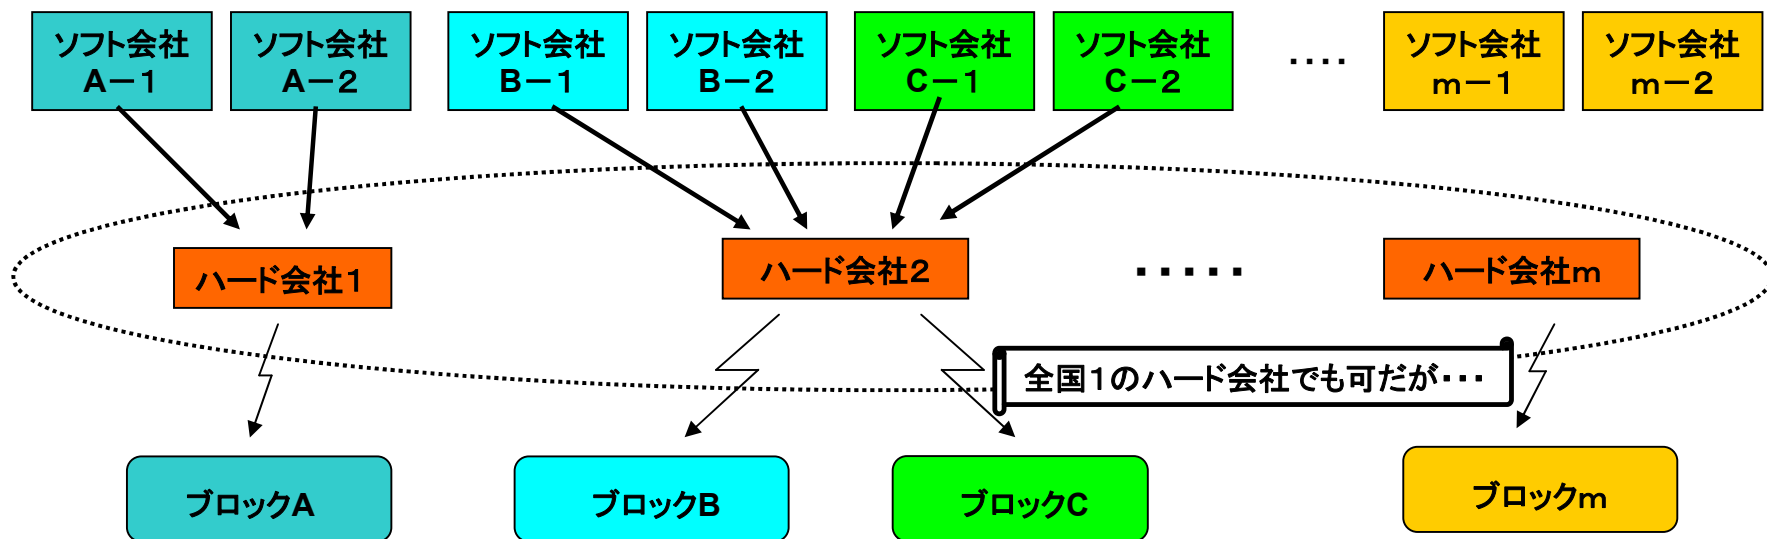 ソフト会社
A－1
ソフト会社
A－2
ソフト会社
B－1
ソフト会社
B－2
ソフト会社
C－1
ソフト会社
C－2
････
ソフト会社
ｍ－1
ソフト会社
ｍ－2
ハード会社１
ハード会社２
・・・・・
ハード会社ｍ
全国１のハード会社でも可だが・・・
ブロックA
ブロックB
ブロックC
ブロックｍ